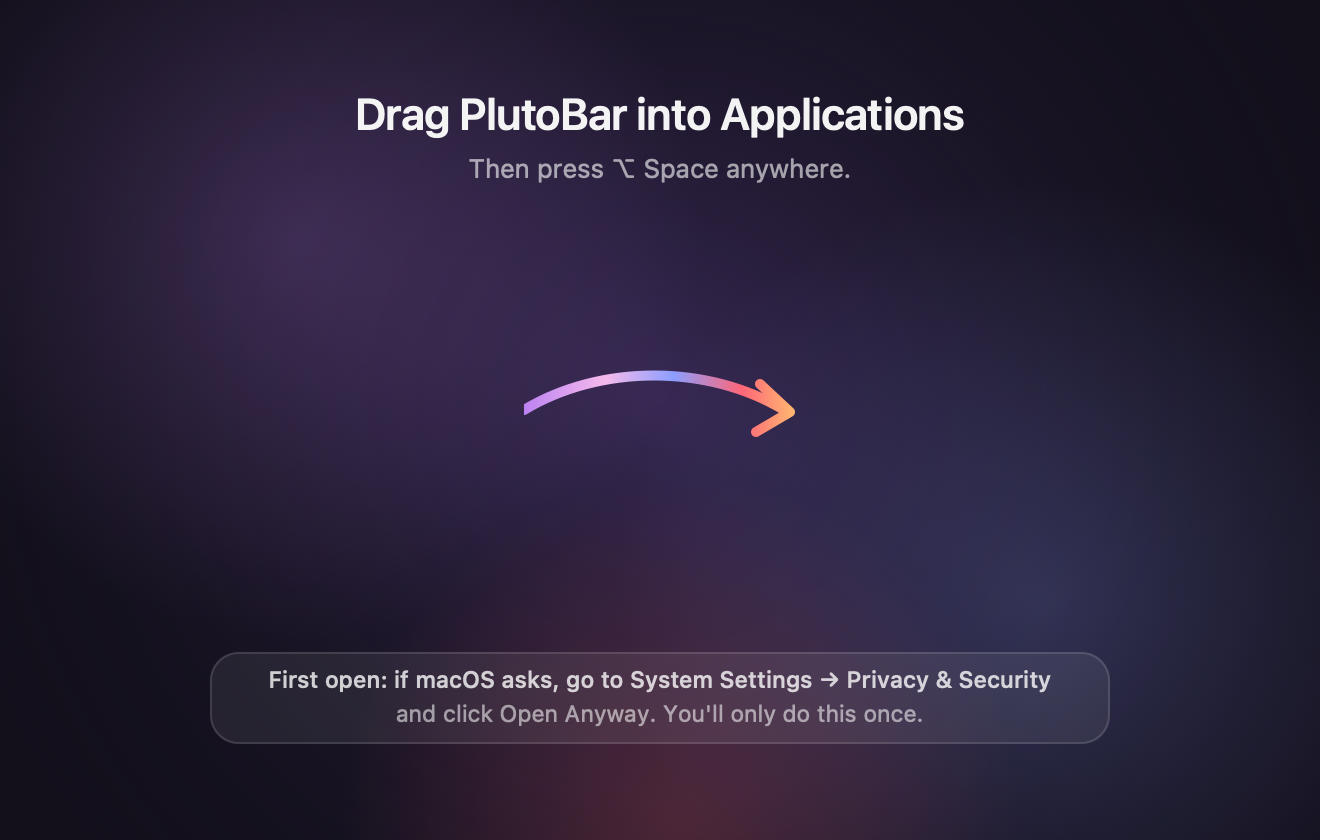 Drag PlutoBar into Applications
Then press ⌥ Space anywhere.
First open: if macOS asks, go to System Settings → Privacy & Security
and click Open Anyway. You'll only do this once.